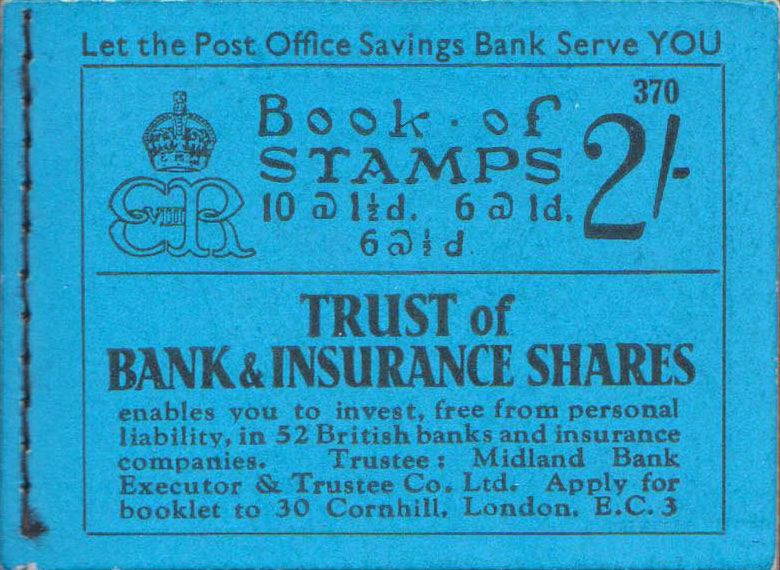 Let the Post Office Savings Bank Serve YOU
370
Book · of
STAMPS
2/-
EVIIIR
10 @ 1½d. 6 @ 1d.
6 @ ½d
TRUST of
BANK & INSURANCE SHARES
enables you to invest, free from personal
liability, in 52 British banks and insurance
companies. Trustee: Midland Bank
Executor & Trustee Co. Ltd. Apply for
booklet to 30 Cornhill, London. E.C. 3